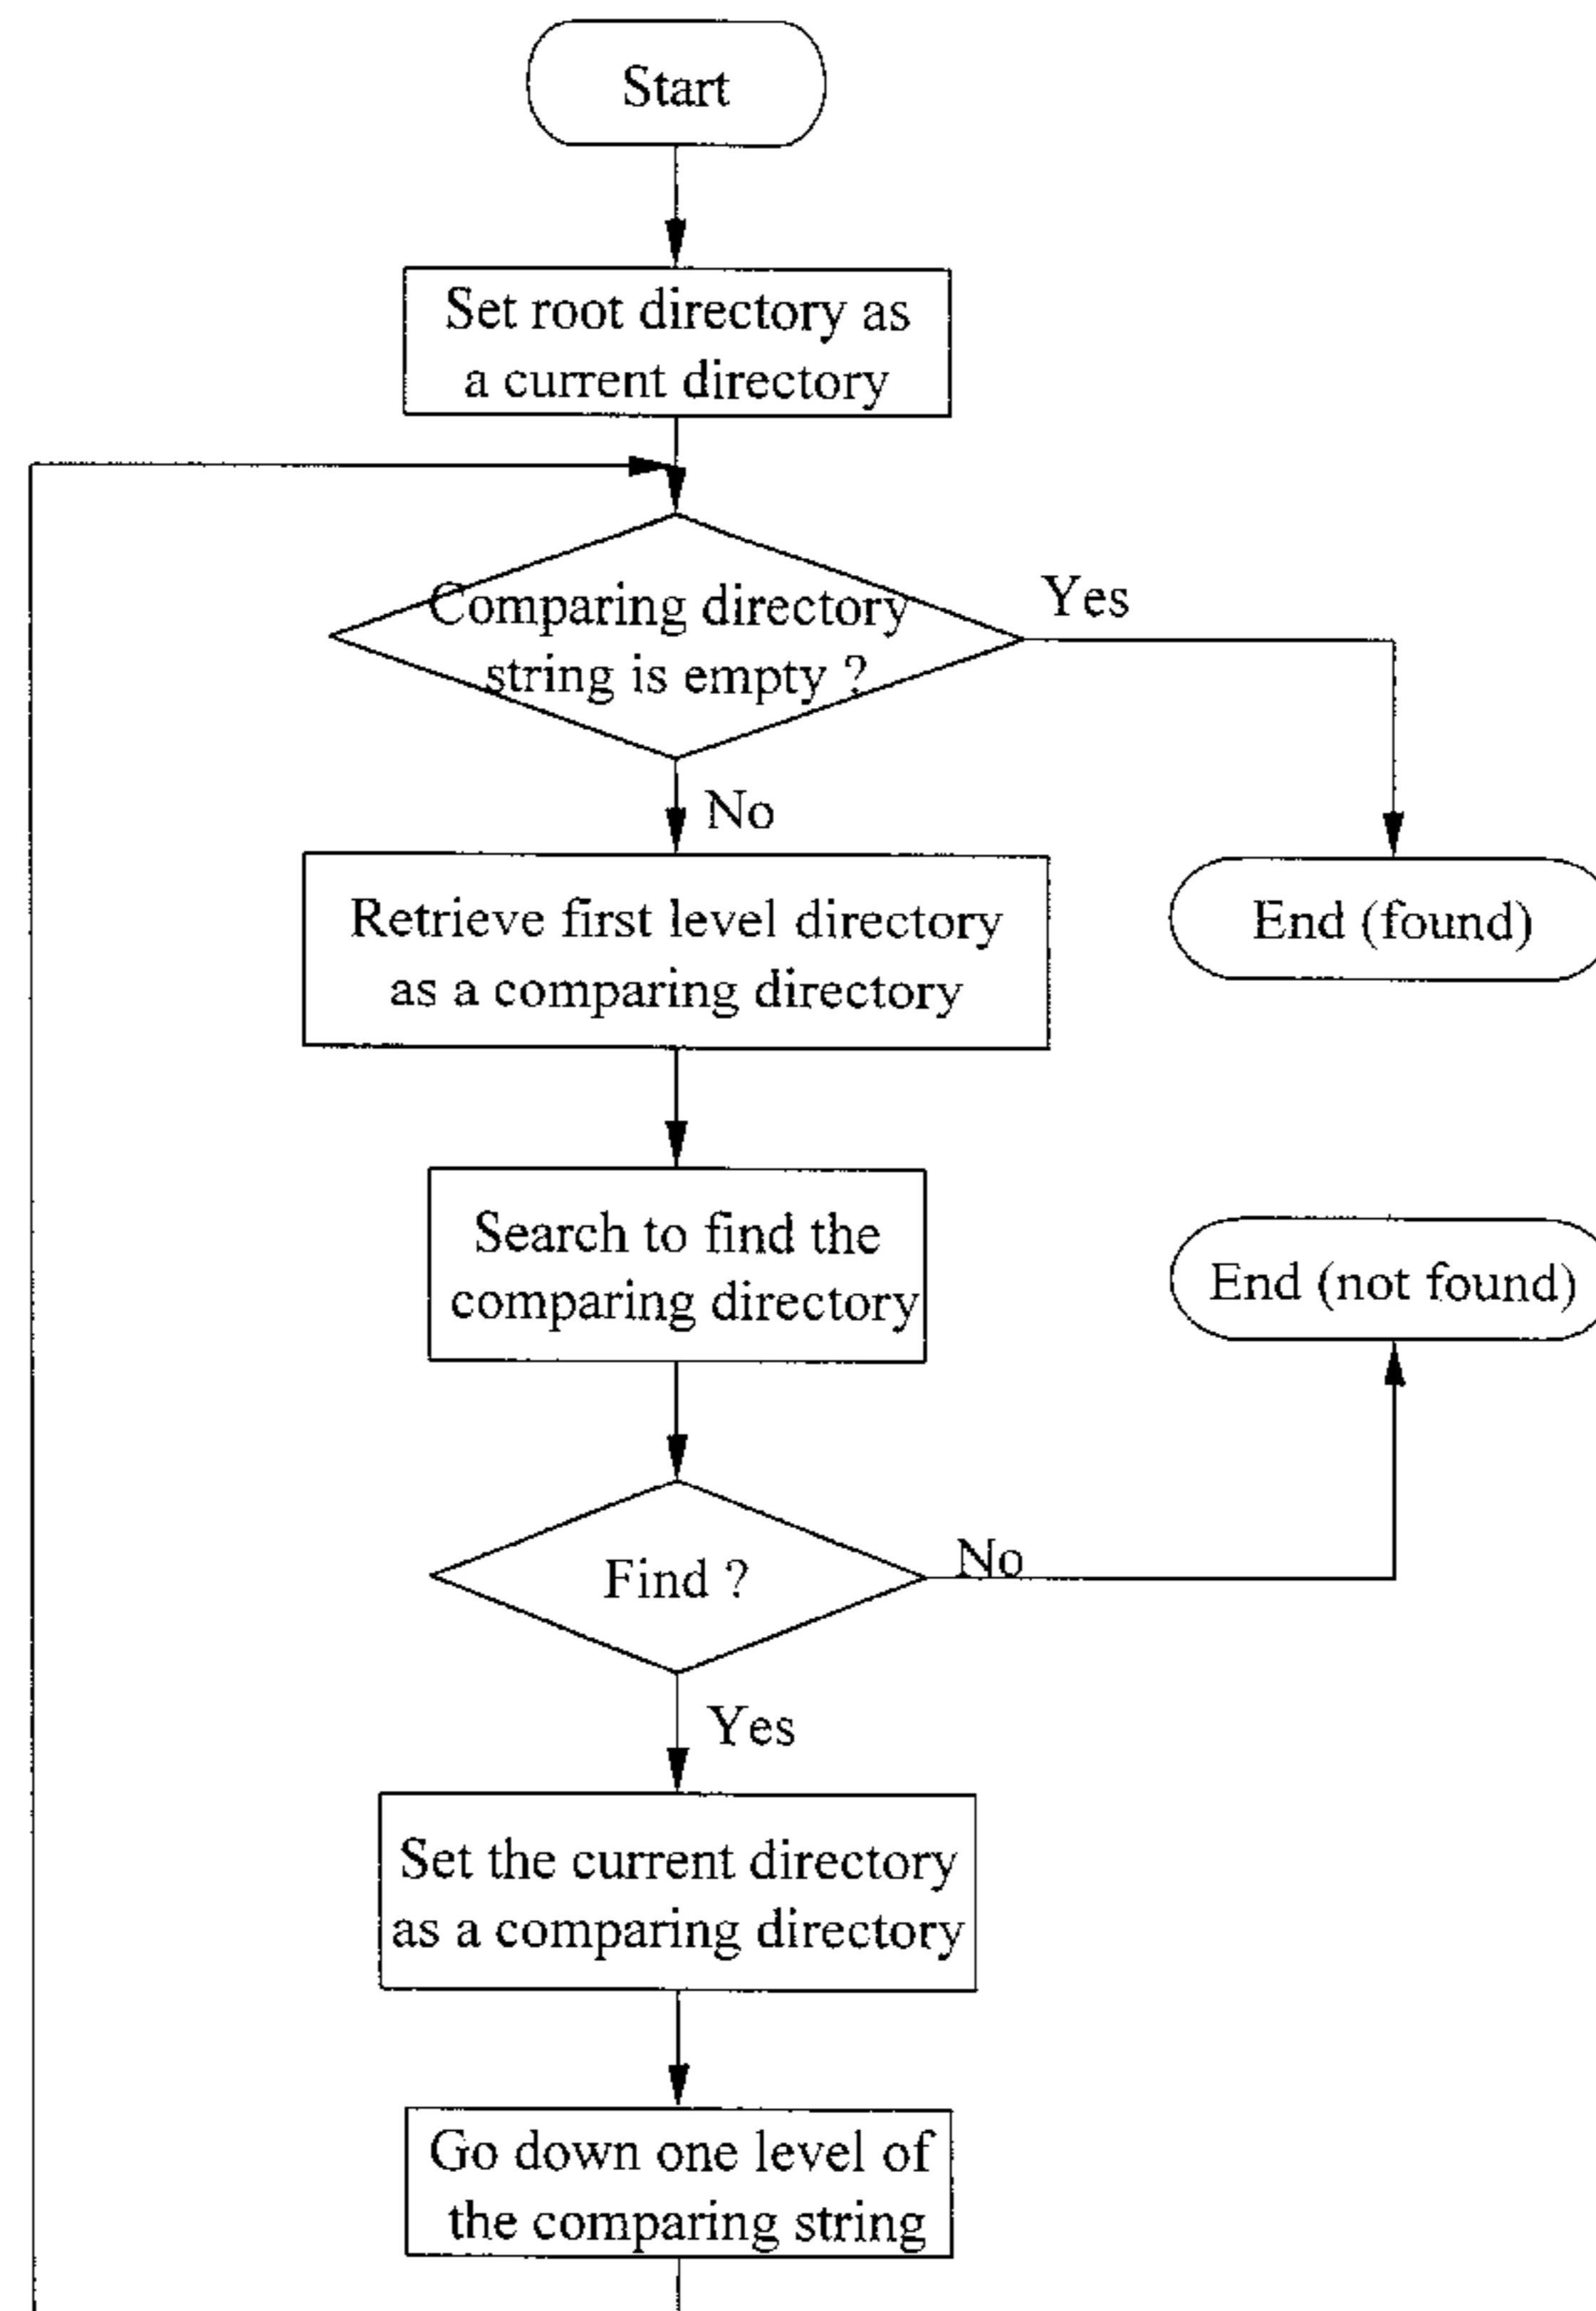 Start
Set root directory as
a current directory
Comparing directory
string is empty ?
Yes
No
Retrieve first level directory
as a comparing directory
End (found)
Search to find the
comparing directory
End (not found)
Find ?
No
Yes
Set the current directory
as a comparing directory
Go down one level of
the comparing string